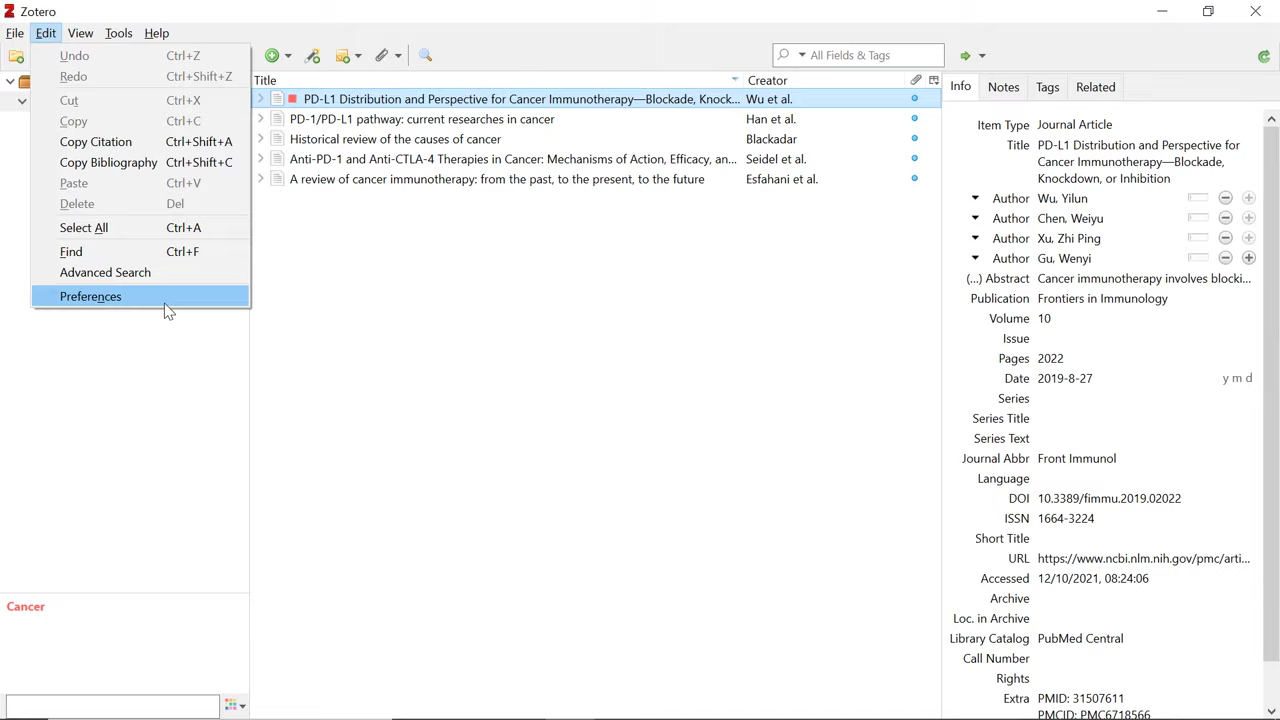 Zotero
File Edit View Tools Help
Undo Ctrl+Z
Redo Ctrl+Shift+Z
Cut Ctrl+X
Copy Ctrl+C
Copy Citation Ctrl+Shift+A
Copy Bibliography Ctrl+Shift+C
Paste Ctrl+V
Delete Del
Select All Ctrl+A
Find Ctrl+F
Advanced Search
Preferences
Cancer
All Fields & Tags
Title Creator
PD-L1 Distribution and Perspective for Cancer Immunotherapy—Blockade, Knock... Wu et al.
PD-1/PD-L1 pathway: current researches in cancer Han et al.
Historical review of the causes of cancer Blackadar
Anti-PD-1 and Anti-CTLA-4 Therapies in Cancer: Mechanisms of Action, Efficacy, an... Seidel et al.
A review of cancer immunotherapy: from the past, to the present, to the future Esfahani et al.
Info Notes Tags Related
Item Type Journal Article
Title PD-L1 Distribution and Perspective for
Cancer Immunotherapy—Blockade,
Knockdown, or Inhibition
Author Wu, Yilun
Author Chen, Weiyu
Author Xu, Zhi Ping
Author Gu, Wenyi
(...) Abstract Cancer immunotherapy involves blocki...
Publication Frontiers in Immunology
Volume 10
Issue
Pages 2022
Date 2019-8-27 y m d
Series
Series Title
Series Text
Journal Abbr Front Immunol
Language
DOI 10.3389/fimmu.2019.02022
ISSN 1664-3224
Short Title
URL https://www.ncbi.nlm.nih.gov/pmc/arti...
Accessed 12/10/2021, 08:24:06
Archive
Loc. in Archive
Library Catalog PubMed Central
Call Number
Rights
Extra PMID: 31507611
PMCID: PMC6718566